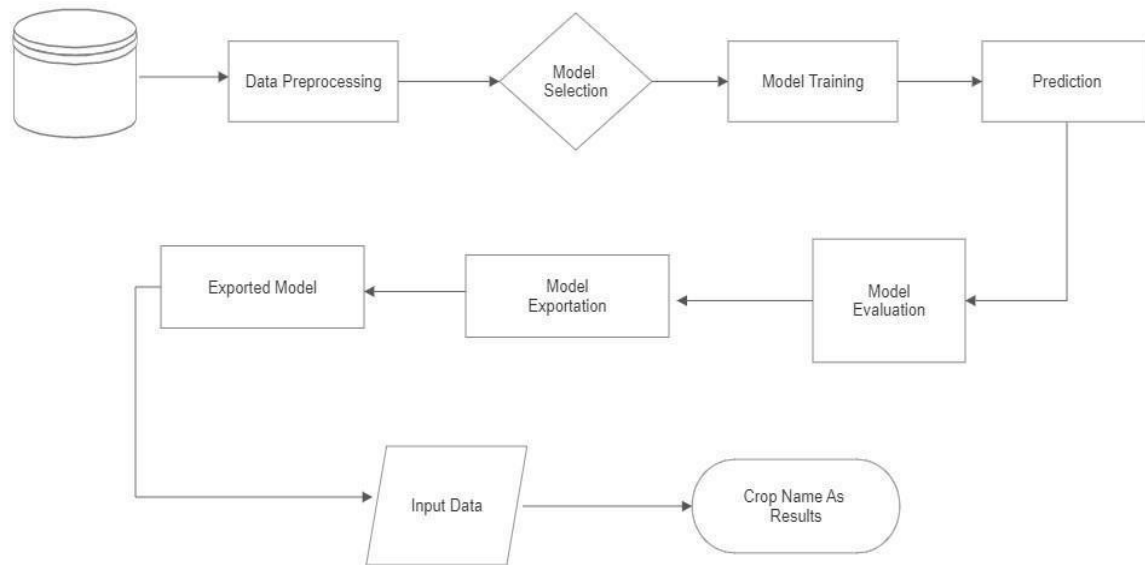 Data Preprocessing
Model
Selection
Model Training
Prediction
Exported Model
Model
Exportation
Model
Evaluation
Input Data
Crop Name As
Results